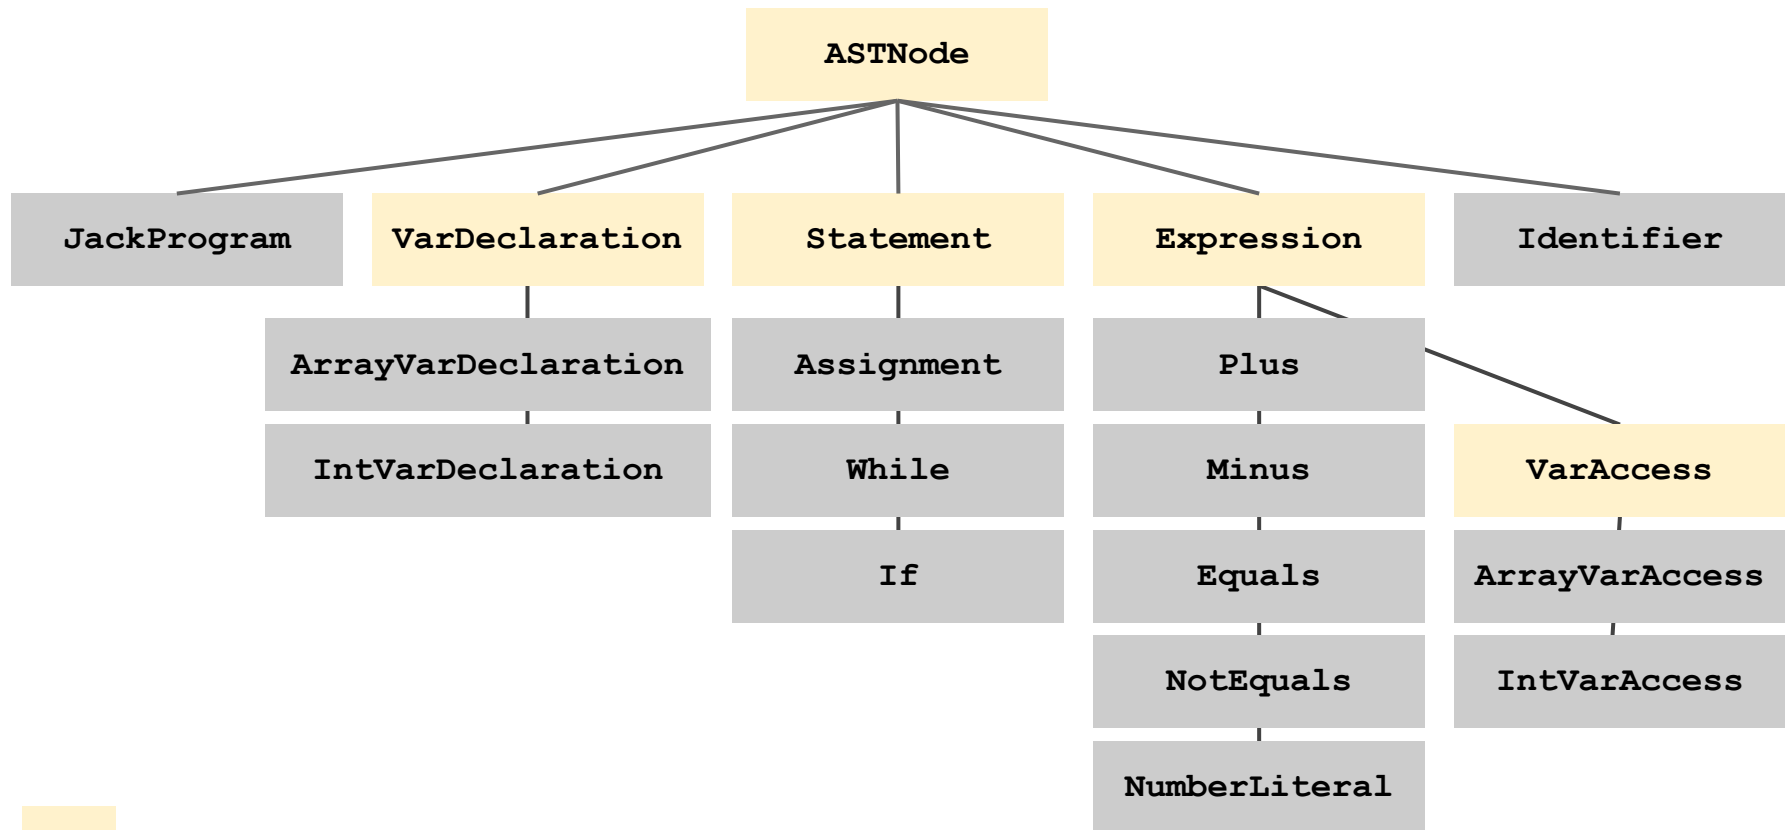 ASTNode
JackProgram
VarDeclaration
Statement
Expression
Identifier
ArrayVarDeclaration
Assignment
Plus
IntVarDeclaration
While
Minus
VarAccess
If
Equals
ArrayVarAccess
NotEquals
IntVarAccess
NumberLiteral